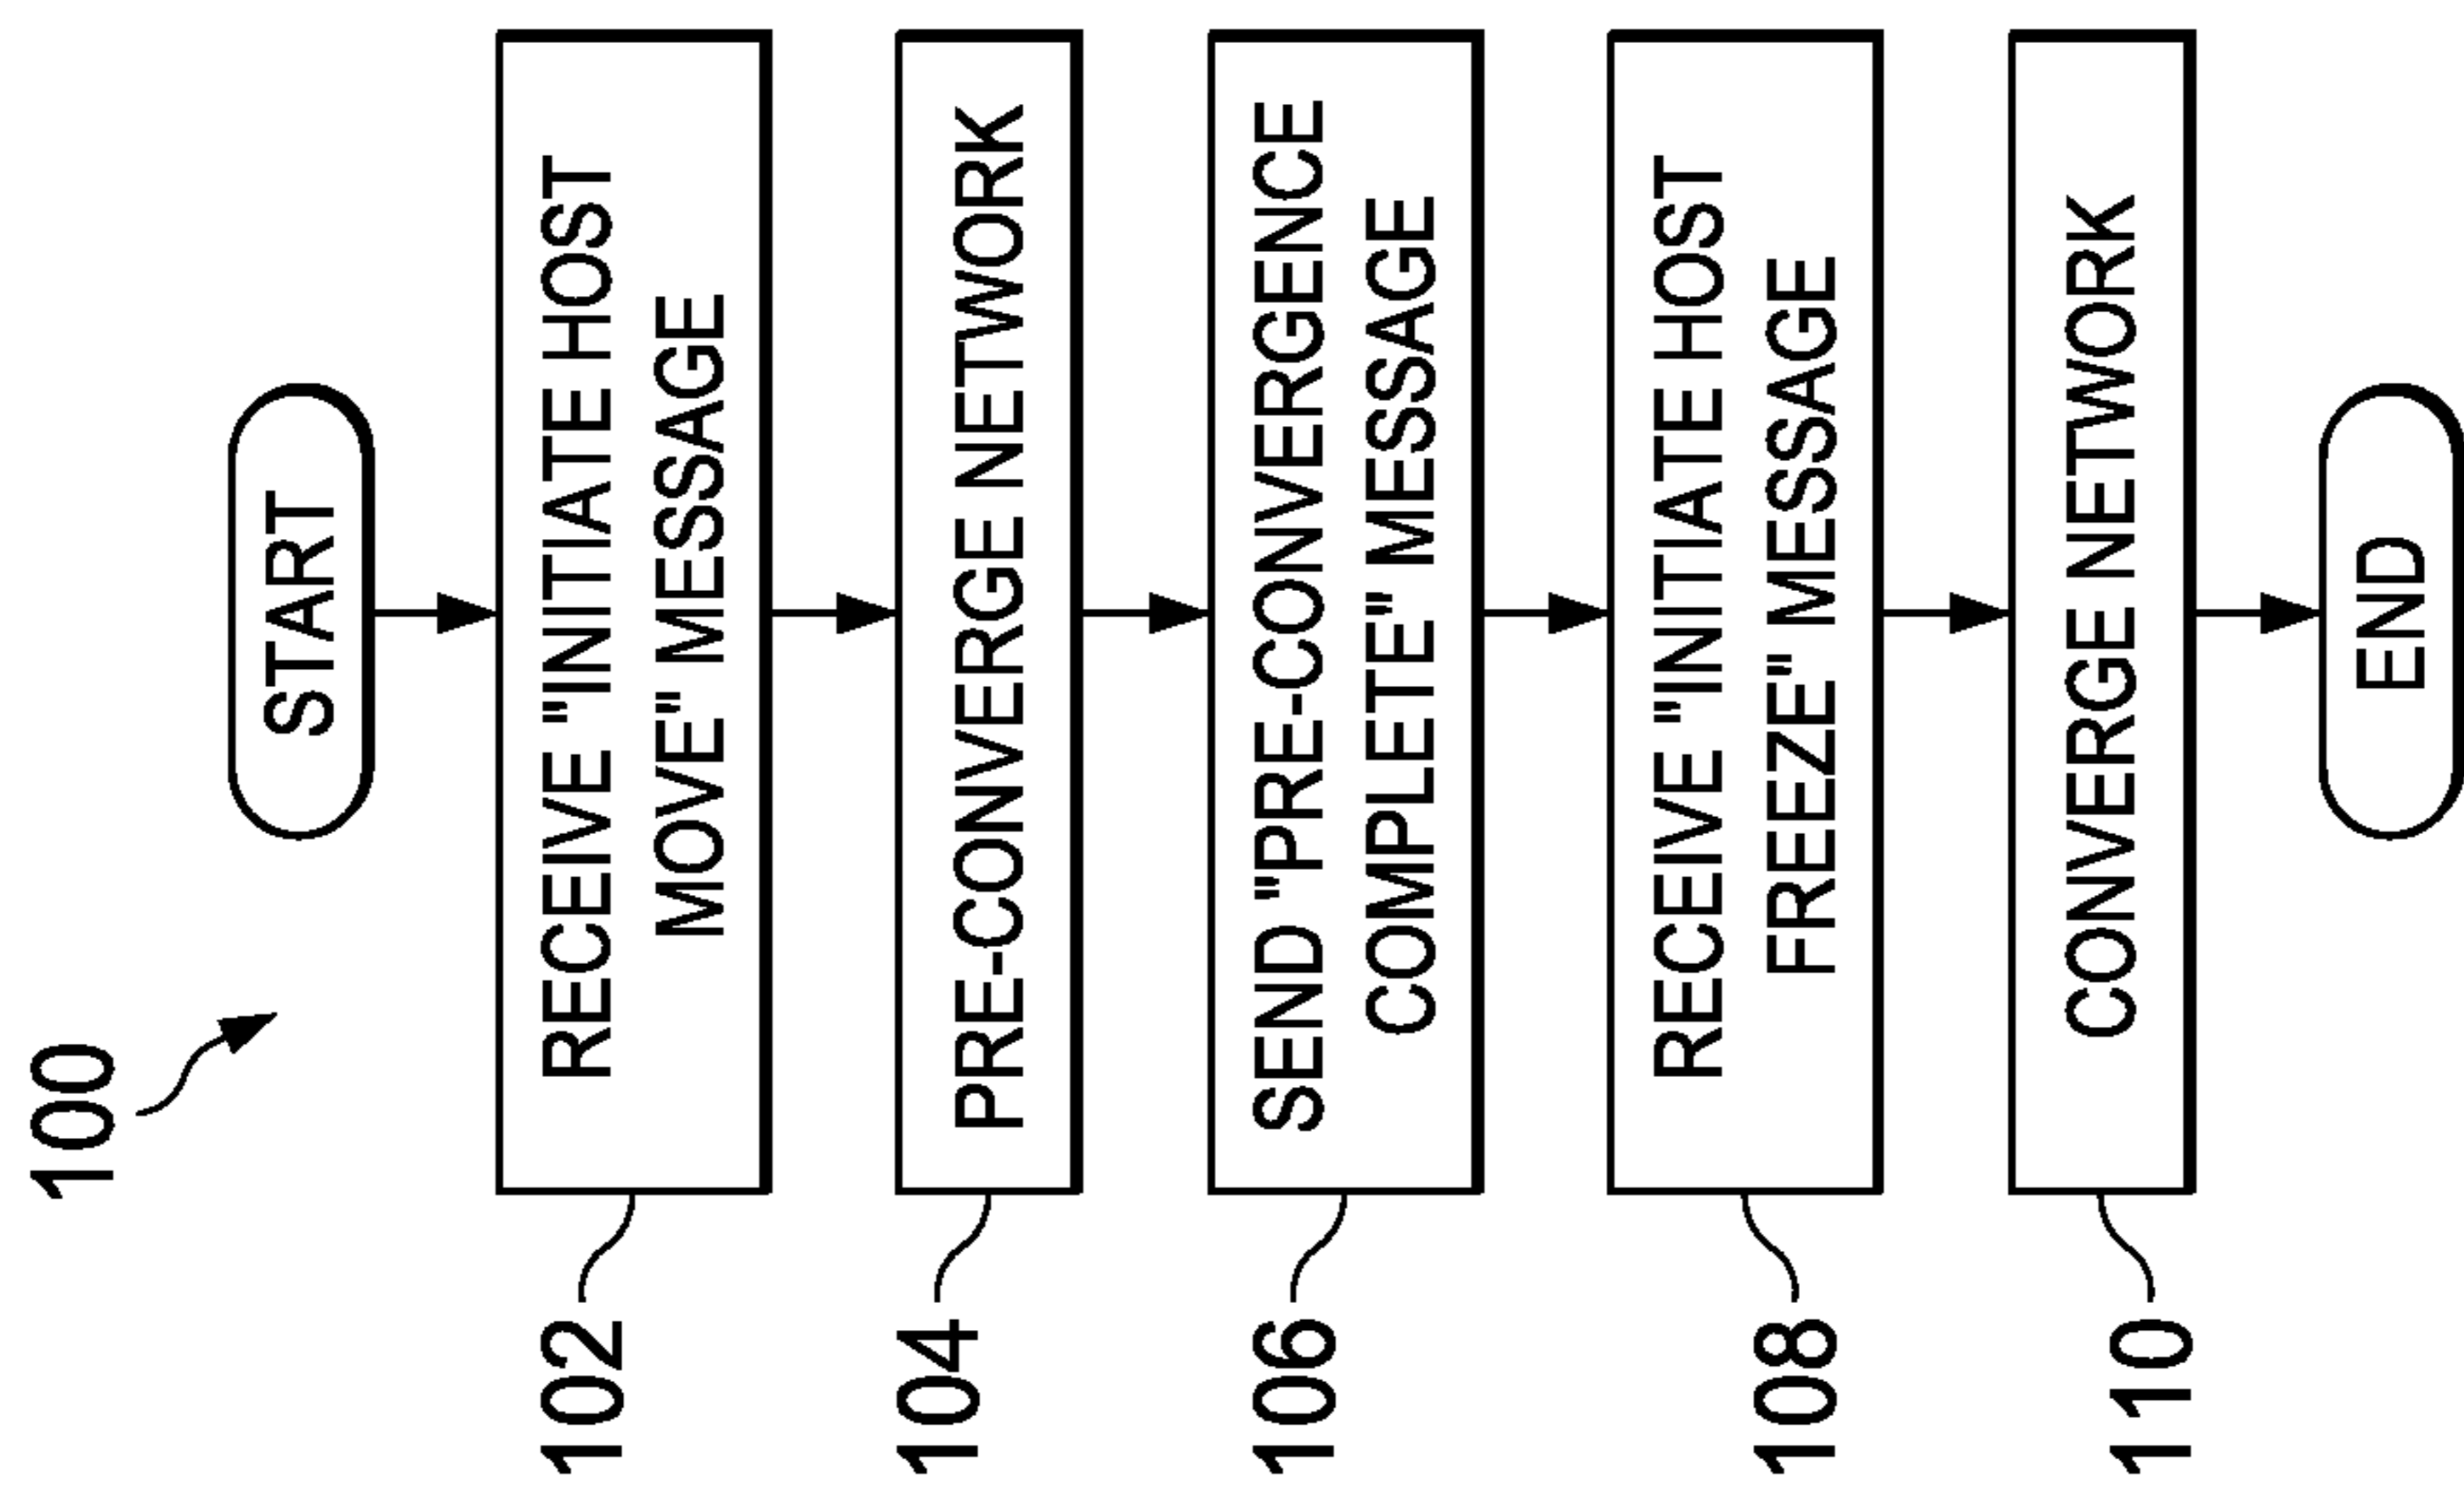 100
START
102
RECEIVE "INITIATE HOST
MOVE" MESSAGE
104
PRE-CONVERGE NETWORK
106
SEND "PRE-CONVERGENCE
COMPLETE" MESSAGE
108
RECEIVE "INITIATE HOST
FREEZE" MESSAGE
110
CONVERGE NETWORK
END